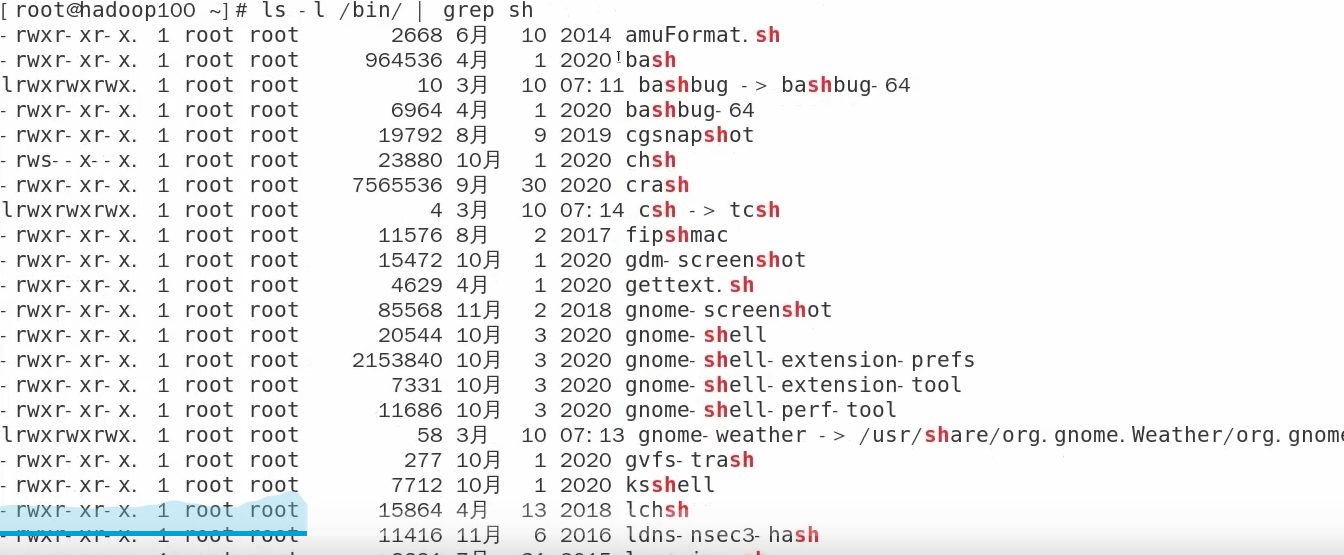 [root@hadoop100 ~]# ls -l /bin/ | grep sh
-rwxr-xr-x. 1 root root 2668 6月 10 2014 amuFormat.sh
-rwxr-xr-x. 1 root root 964536 4月 1 2020 bash
lrwxrwxrwx. 1 root root 10 3月 10 07:11 bashbug -> bashbug-64
-rwxr-xr-x. 1 root root 6964 4月 1 2020 bashbug-64
-rwxr-xr-x. 1 root root 19792 8月 9 2019 cgsnapshot
-rws--x--x. 1 root root 23880 10月 1 2020 chsh
-rwxr-xr-x. 1 root root 7565536 9月 30 2020 crash
lrwxrwxrwx. 1 root root 4 3月 10 07:14 csh -> tcsh
-rwxr-xr-x. 1 root root 11576 8月 2 2017 fipshmac
-rwxr-xr-x. 1 root root 15472 10月 1 2020 gdm-screenshot
-rwxr-xr-x. 1 root root 4629 4月 1 2020 gettext.sh
-rwxr-xr-x. 1 root root 85568 11月 2 2018 gnome-screenshot
-rwxr-xr-x. 1 root root 20544 10月 3 2020 gnome-shell
-rwxr-xr-x. 1 root root 2153840 10月 3 2020 gnome-shell-extension-prefs
-rwxr-xr-x. 1 root root 7331 10月 3 2020 gnome-shell-extension-tool
-rwxr-xr-x. 1 root root 11686 10月 3 2020 gnome-shell-perf-tool
lrwxrwxrwx. 1 root root 58 3月 10 07:13 gnome-weather -> /usr/share/org.gnome.Weather/org.gnome
-rwxr-xr-x. 1 root root 277 10月 1 2020 gvfs-trash
-rwxr-xr-x. 1 root root 7712 10月 1 2020 ksshell
-rwxr-xr-x. 1 root root 15864 4月 13 2018 lchsh
-rwxr-xr-x. 1 root root 11416 11月 6 2016 ldns-nsec3-hash